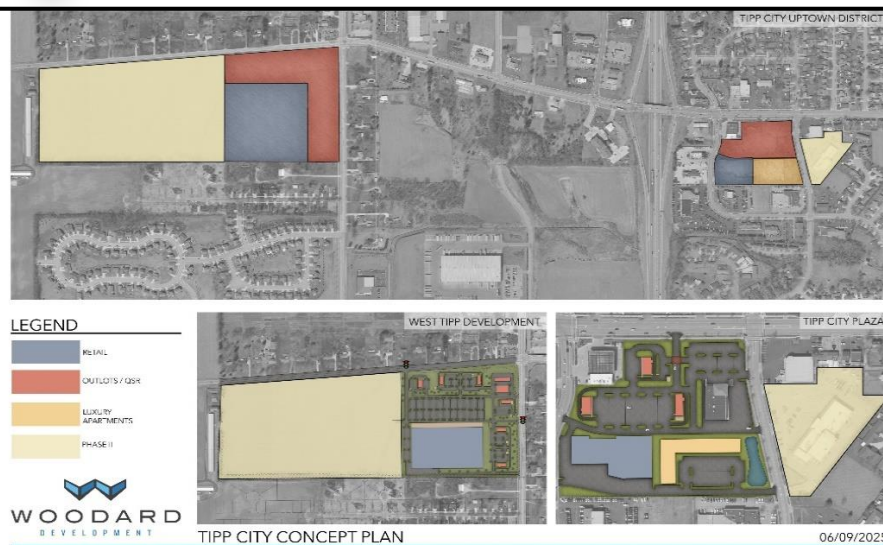 TIPP CITY UPTOWN DISTRICT
LEGEND
RETAIL
OUTLOTS / QSR
LUXURY
APARTMENTS
PHASE II
WOODARD
DEVELOPMENT
WEST TIPP DEVELOPMENT
TIPP CITY PLAZA
TIPP CITY CONCEPT PLAN
06/09/2025